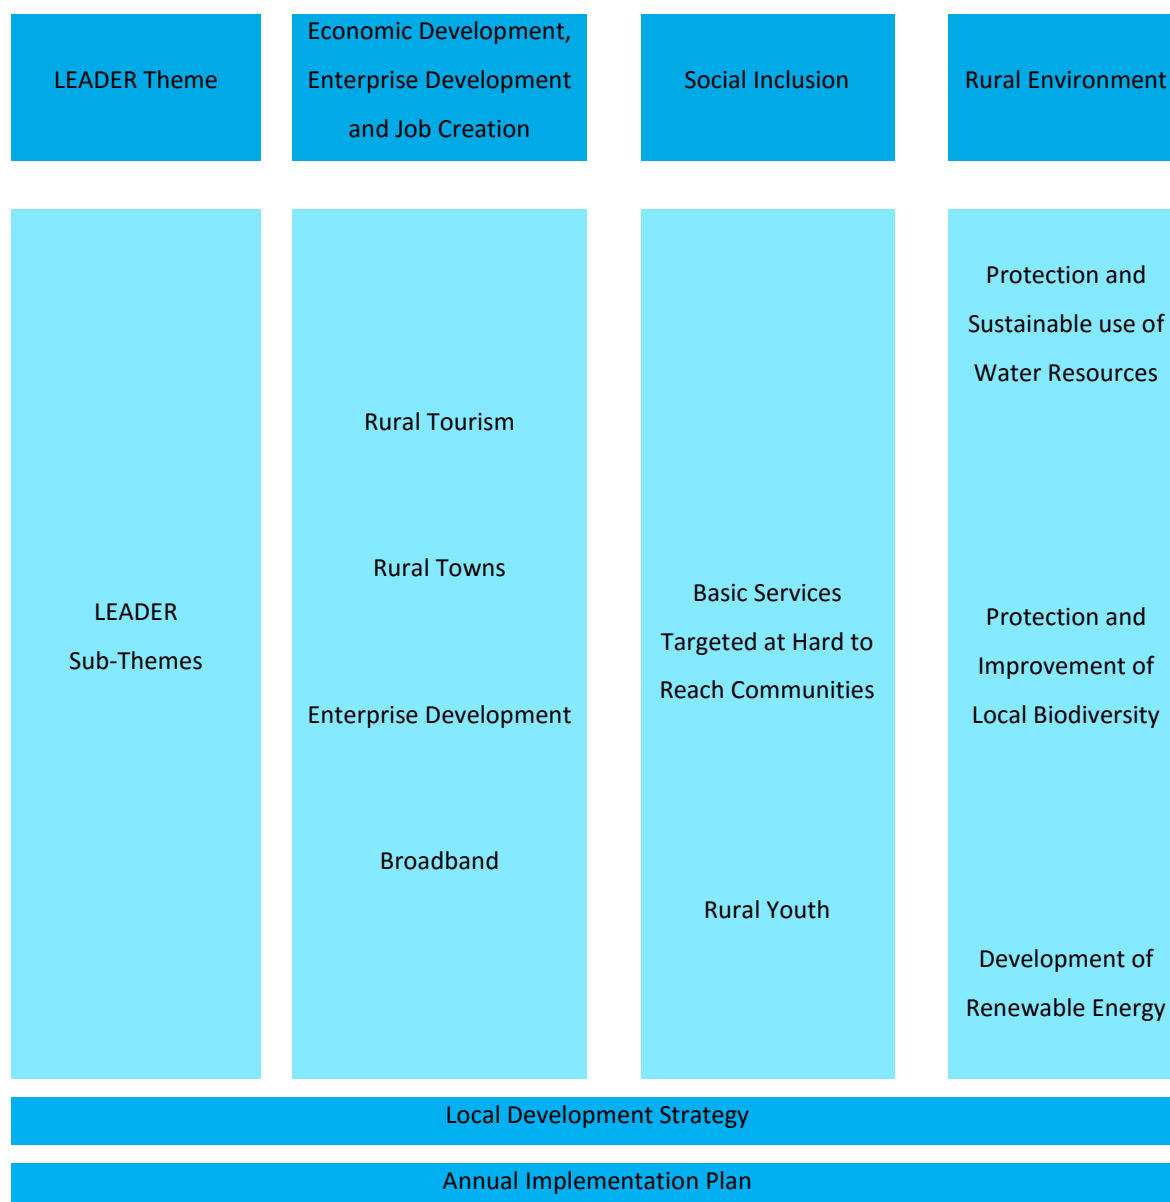 LEADER Theme
Economic Development,
Enterprise Development
and Job Creation
Social Inclusion
Rural Environment
LEADER
Sub-Themes
Rural Tourism
Rural Towns
Enterprise Development
Broadband
Basic Services
Targeted at Hard to
Reach Communities
Rural Youth
Protection and
Sustainable use of
Water Resources
Protection and
Improvement of
Local Biodiversity
Development of
Renewable Energy
Local Development Strategy
Annual Implementation Plan